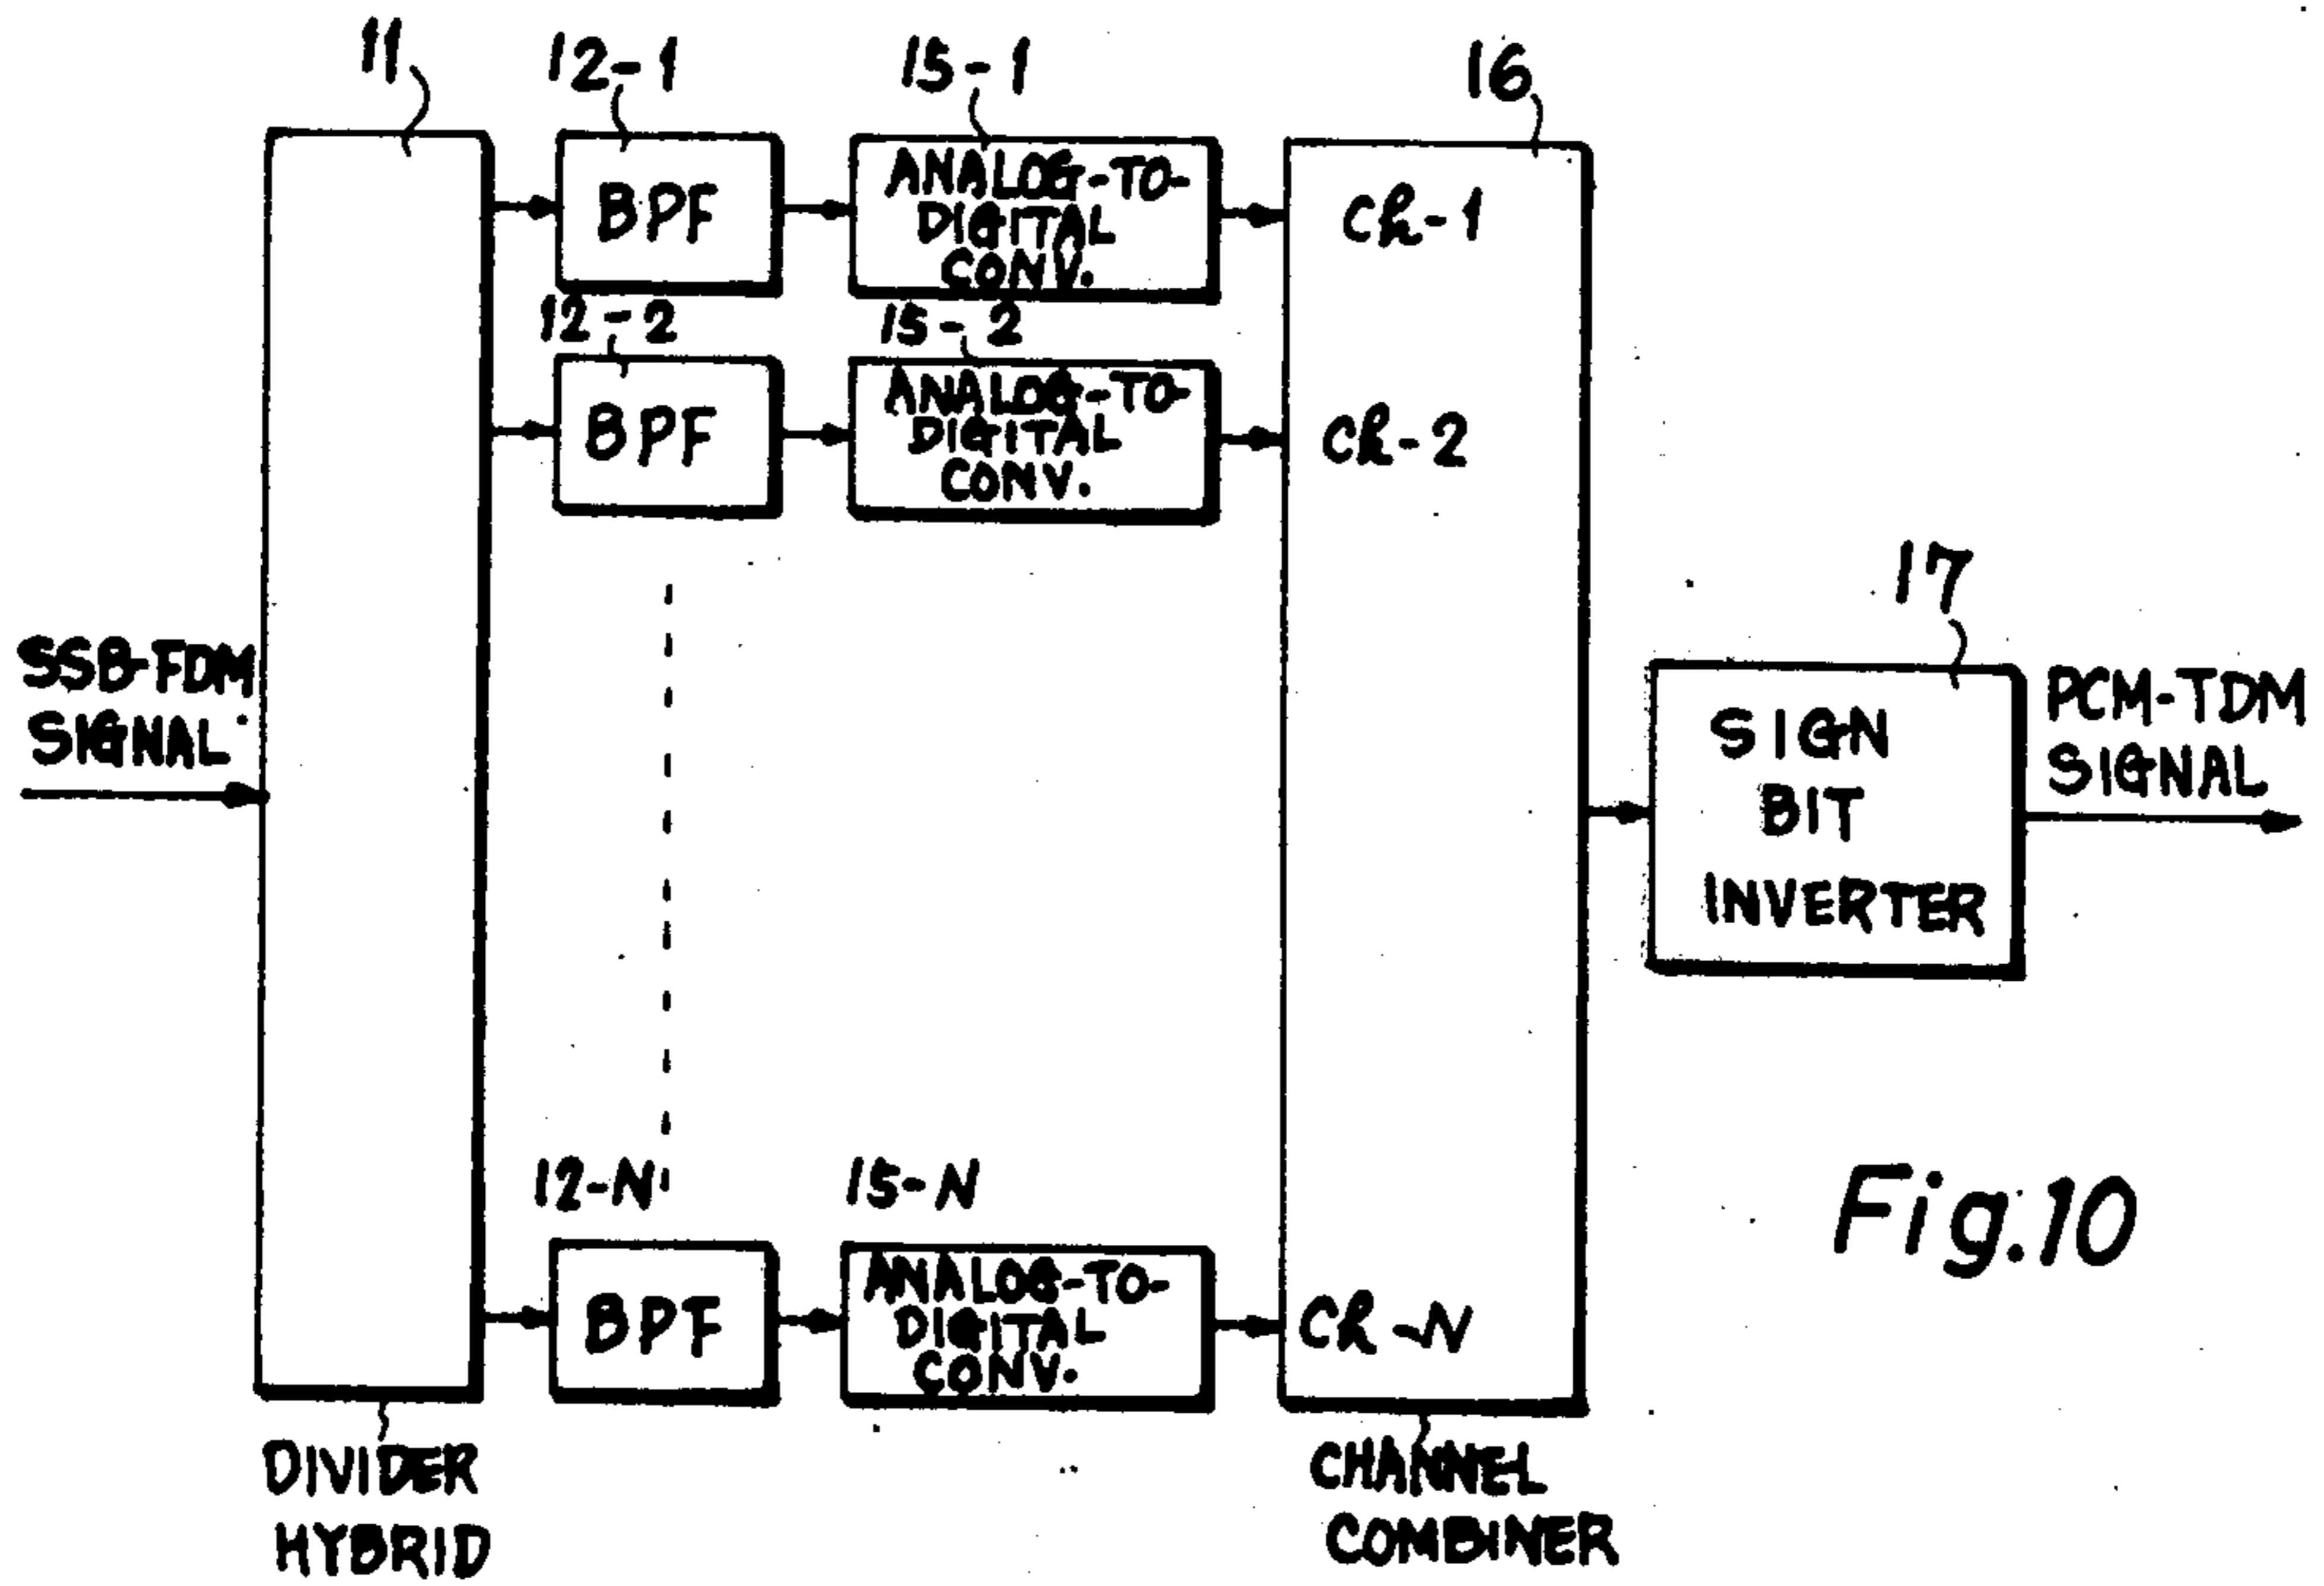 11
12-1
15-1
16
BPF
ANALOG-TO-
DIGITAL
CONV.
Ch-1
12-2
15-2
BPF
ANALOG-TO-
DIGITAL
CONV.
Ch-2
17
SSB-FDM
SIGNAL
SIGN
BIT
INVERTER
PCM-TDM
SIGNAL
12-N
15-N
BPF
ANALOG-TO-
DIGITAL
CONV.
Ch-N
Fig.10
DIVIDER
HYBRID
CHANNEL
COMBINER